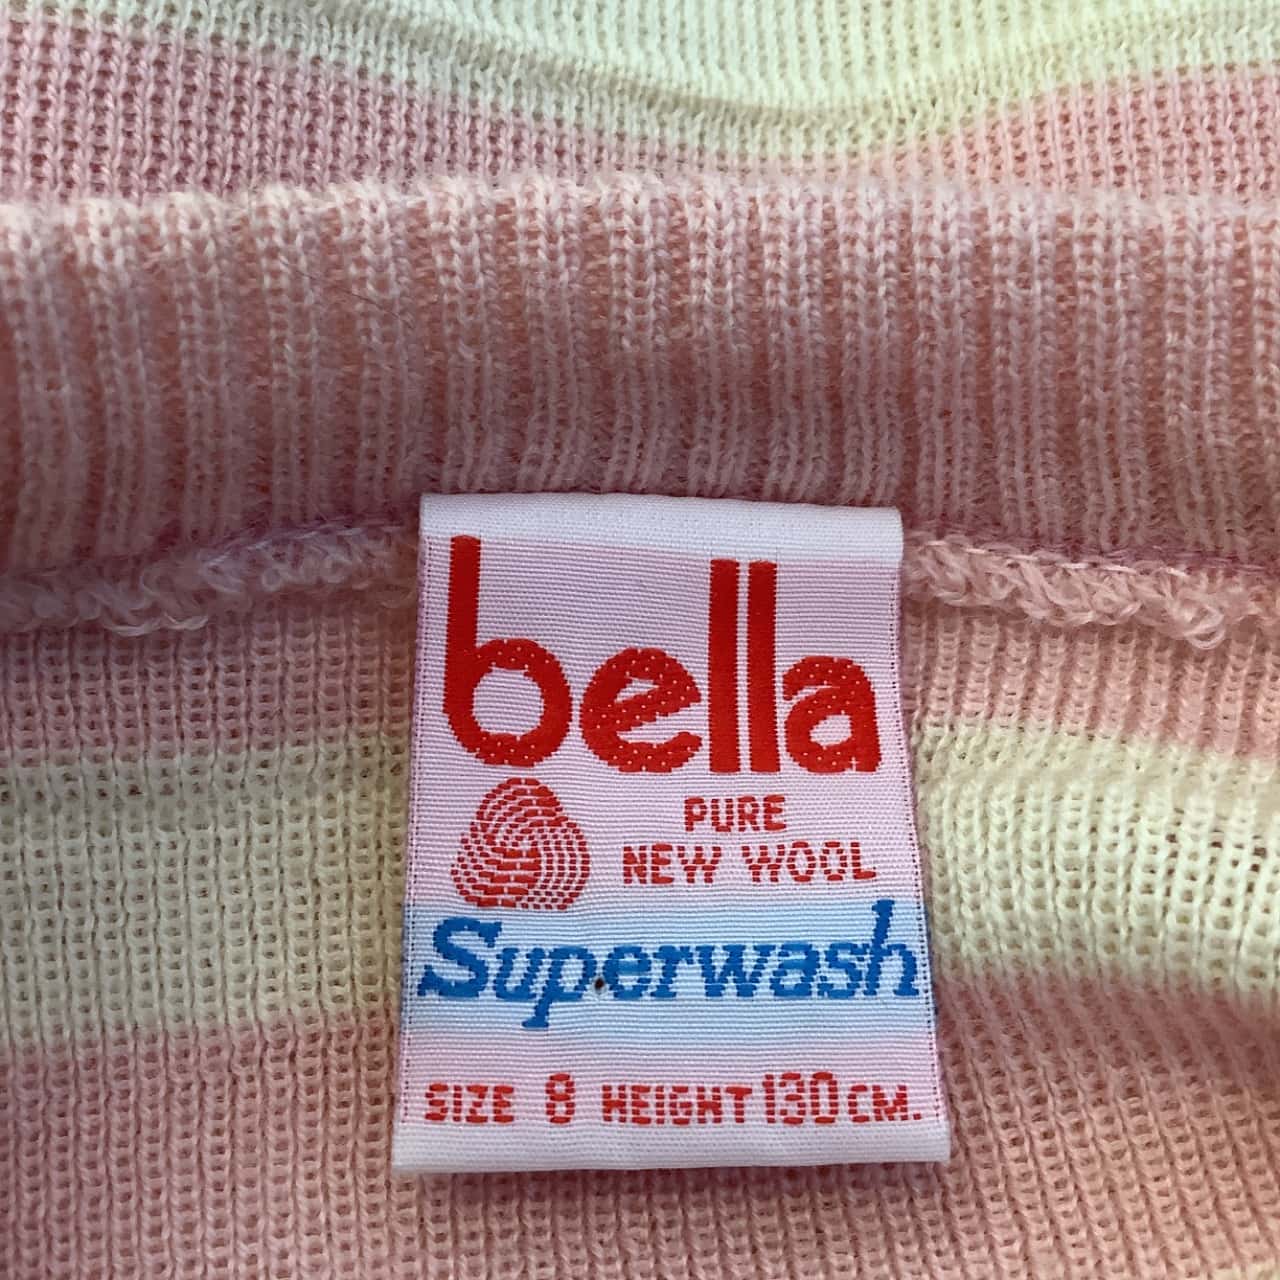 bella
PURE
NEW WOOL
Superwash
SIZE 8 HEIGHT 130 CM.